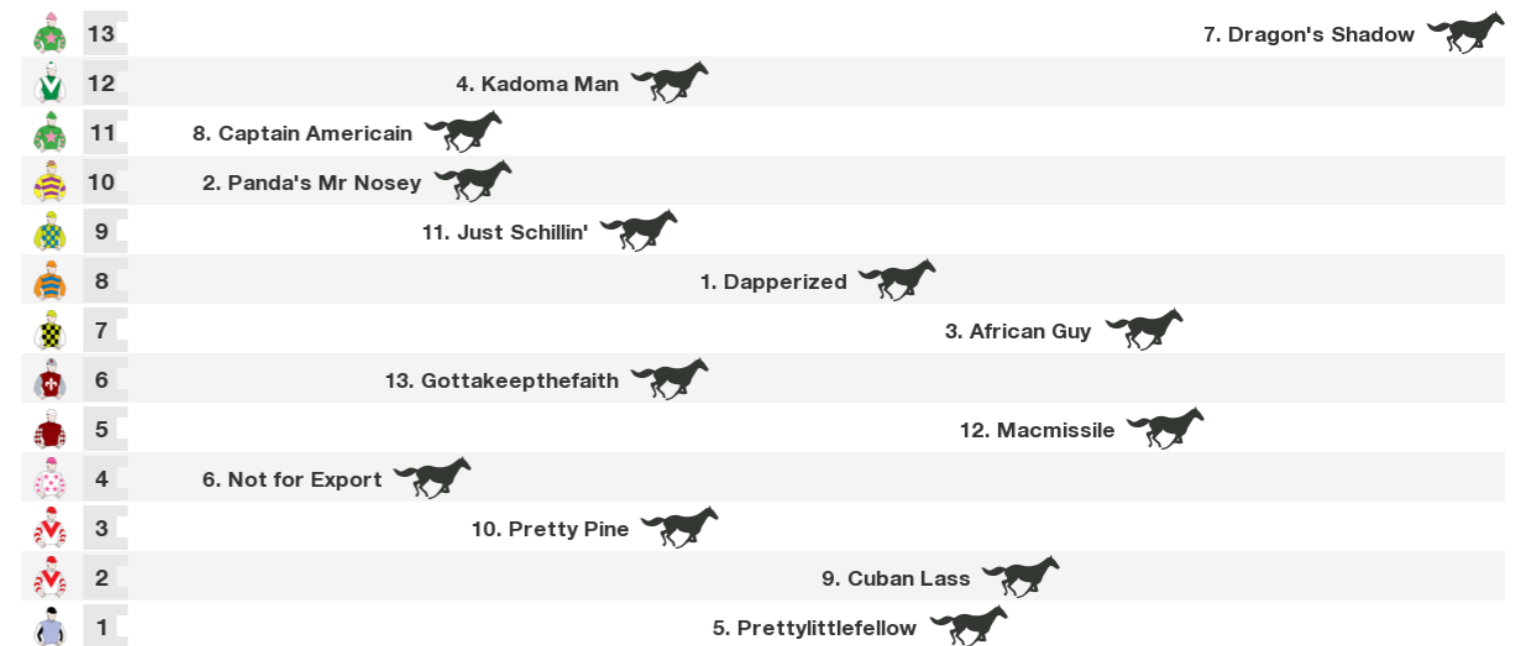 13 7. Dragon's Shadow
12 4. Kadoma Man
11 8. Captain Americain
10 2. Panda's Mr Nosey
9 11. Just Schillin'
8 1. Dapperized
7 3. African Guy
6 13. Gottakeepthefaith
5 12. Macmissile
4 6. Not for Export
3 10. Pretty Pine
2 9. Cuban Lass
1 5. Prettylittlefellow